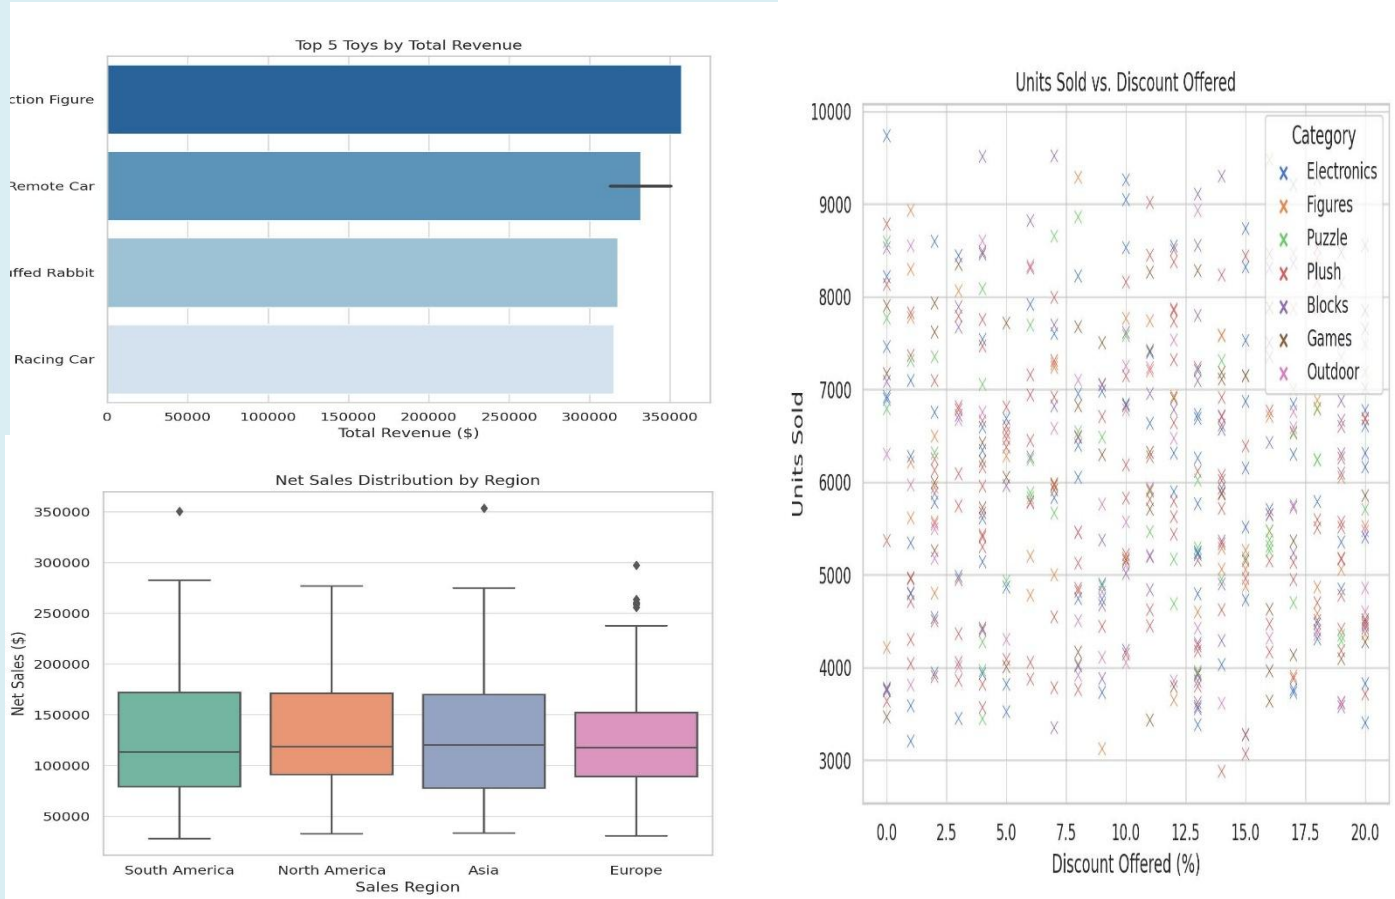 Top 5 Toys by Total Revenue
ction Figure
Remote Car
uffed Rabbit
Racing Car
0 50000 100000 150000 200000 250000 300000 350000
Total Revenue ($)
Net Sales Distribution by Region
Net Sales ($)
350000
300000
250000
200000
150000
100000
50000
South America North America Asia Europe
Sales Region
Units Sold vs. Discount Offered
Units Sold
10000
9000
8000
7000
6000
5000
4000
3000
Category
Electronics
Figures
Puzzle
Plush
Blocks
Games
Outdoor
0.0 2.5 5.0 7.5 10.0 12.5 15.0 17.5 20.0
Discount Offered (%)